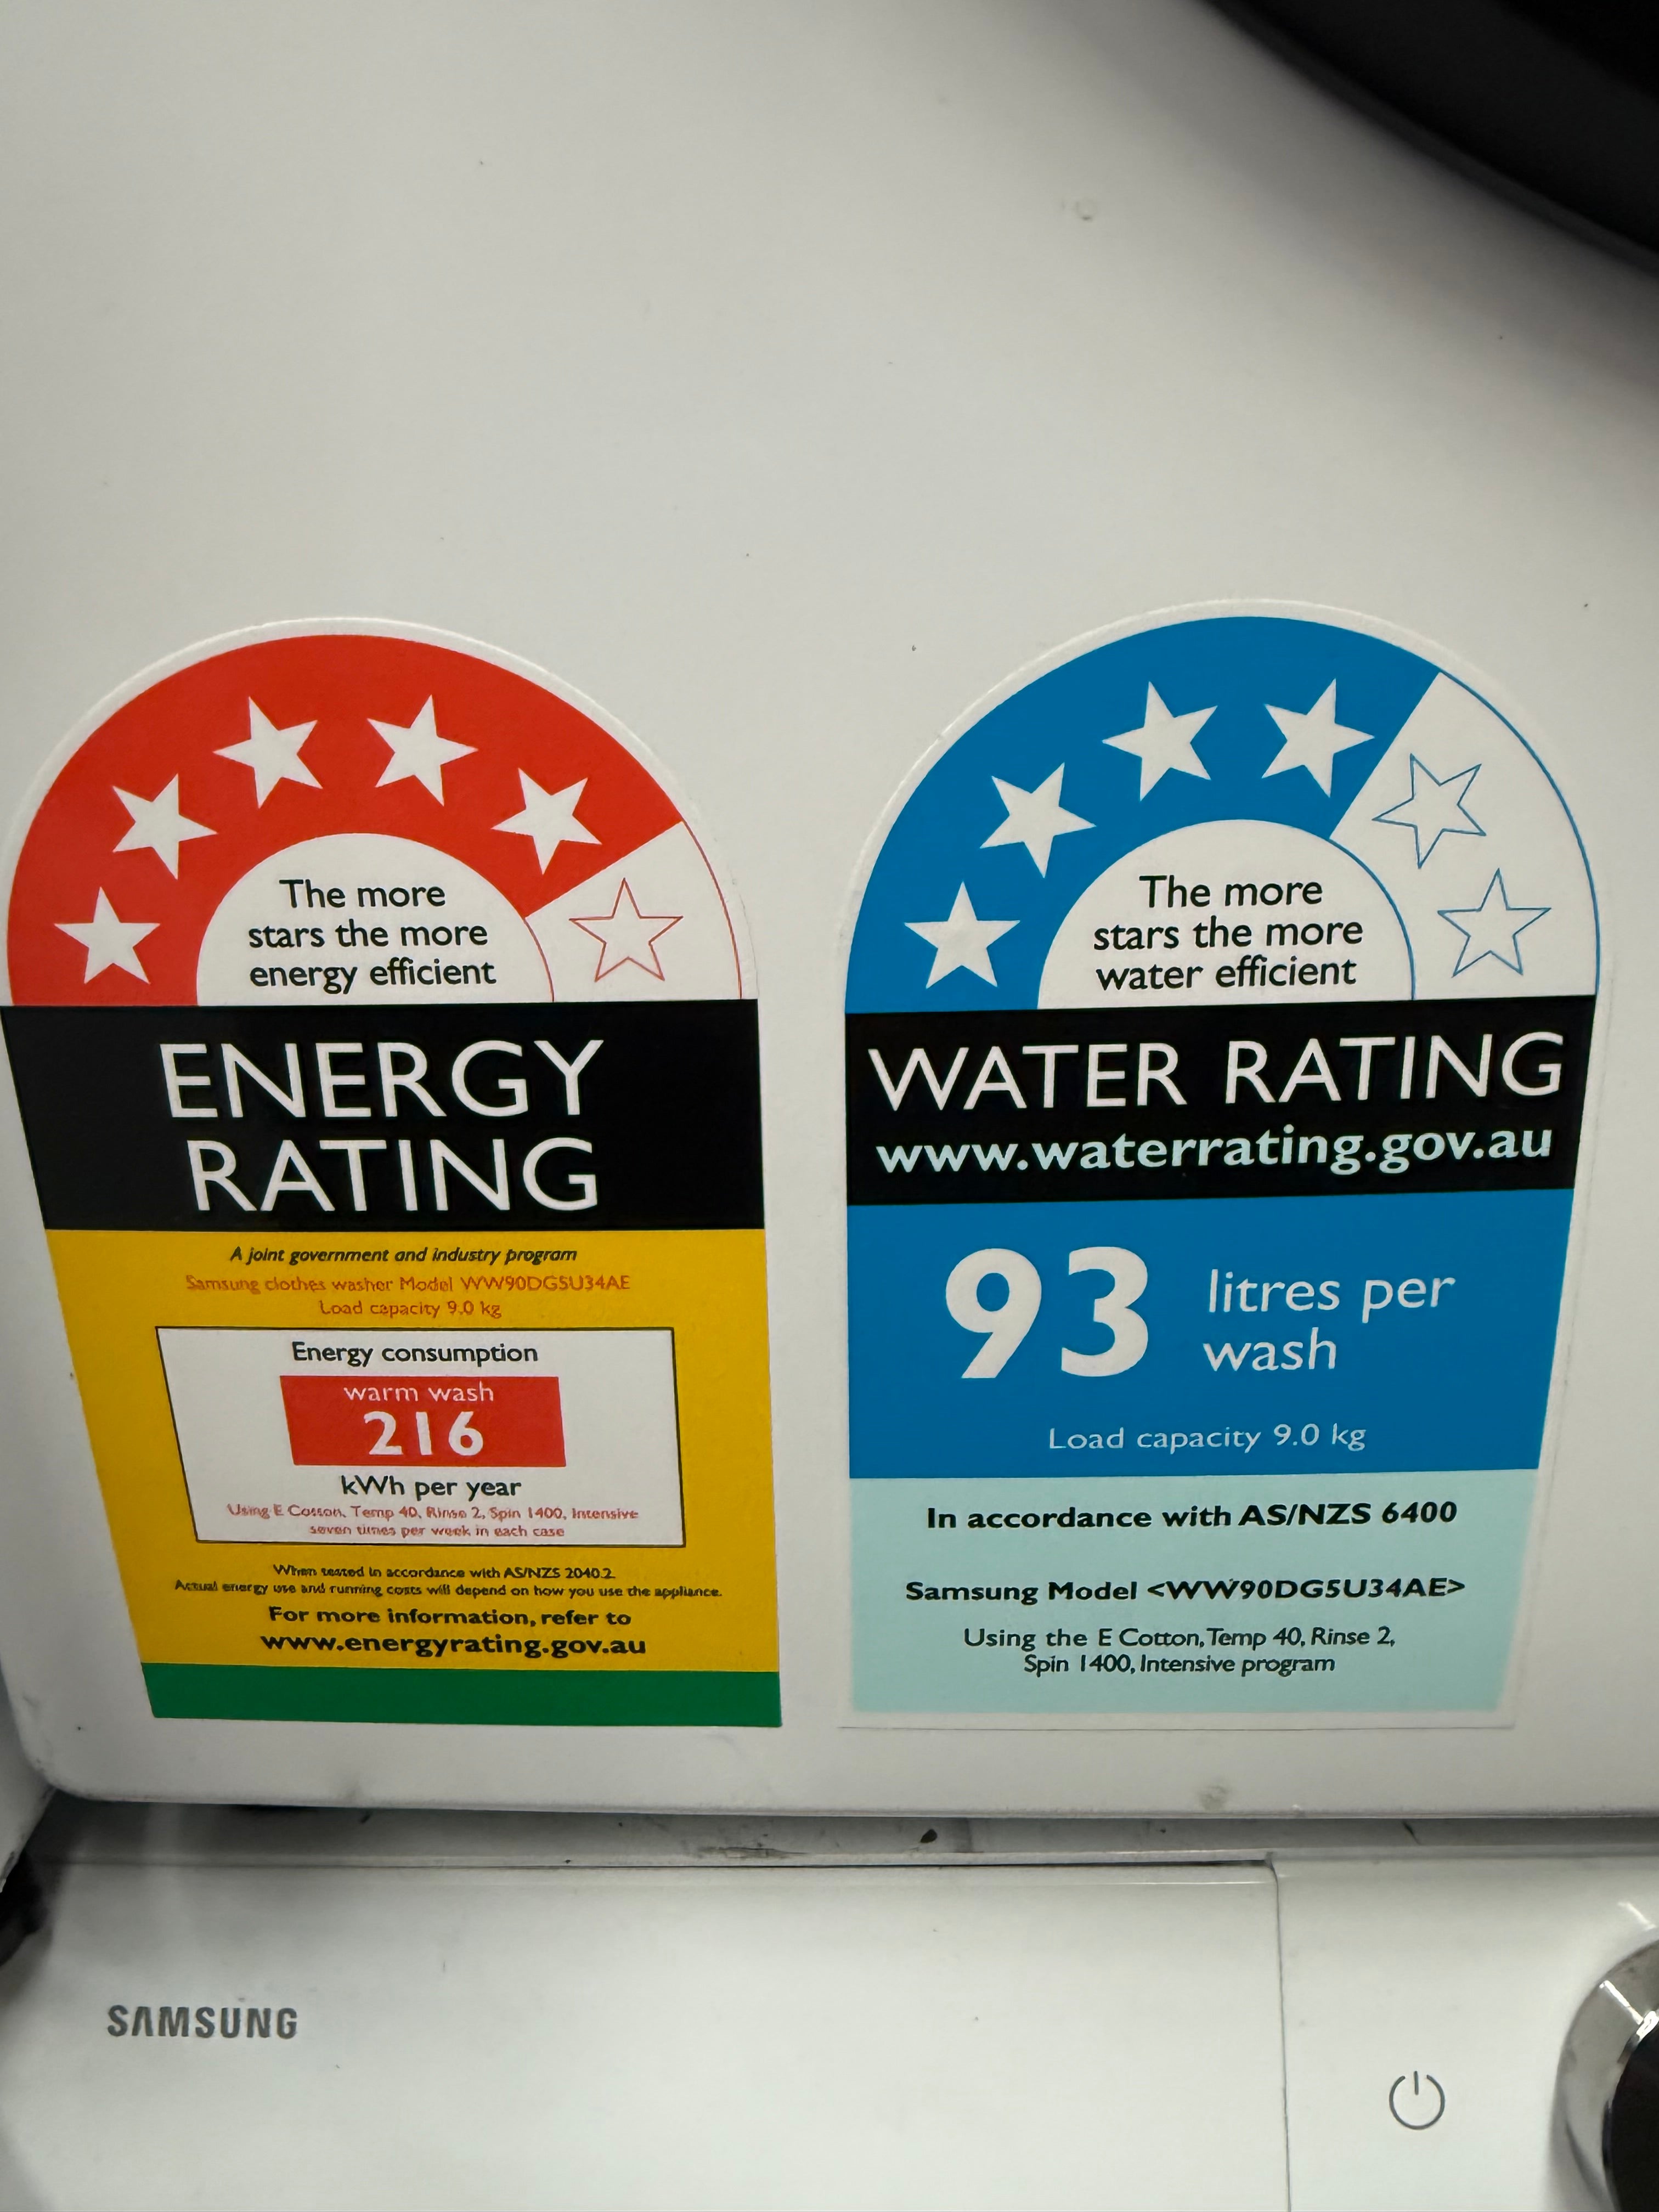 The more
stars the more
energy efficient
ENERGY
RATING
A joint government and industry program
Samsung clothes washer Model WW90DG5U34AE
Load capacity 9.0 kg
Energy consumption
warm wash
216
kWh per year
Using E Cotton, Temp 40, Rinse 2, Spin 1400, Intensive
seven times per week in each case
When tested in accordance with AS/NZS 2040.2.
Actual energy use and running costs will depend on how you use the appliance.
For more information, refer to
www.energyrating.gov.au
The more
stars the more
water efficient
WATER RATING
www.waterrating.gov.au
93 litres per
wash
Load capacity 9.0 kg
In accordance with AS/NZS 6400
Samsung Model <WW90DG5U34AE>
Using the E Cotton, Temp 40, Rinse 2,
Spin 1400, Intensive program
SAMSUNG